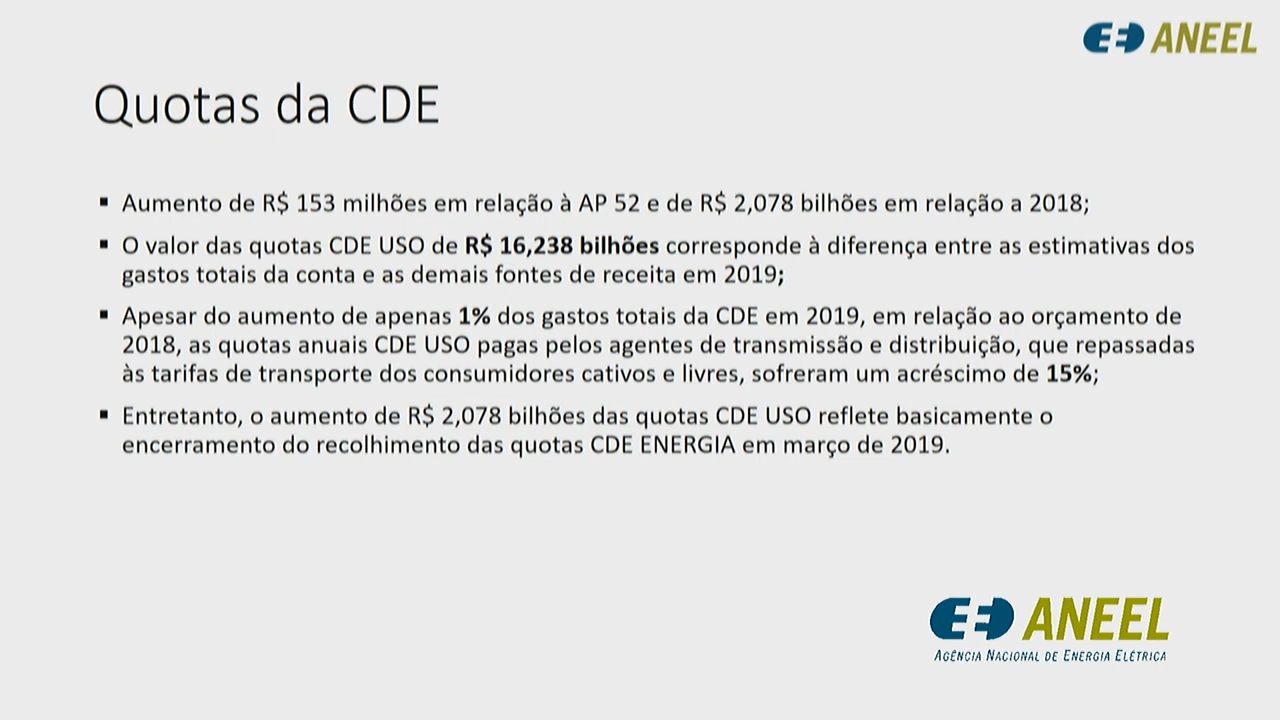 ANEEL
Quotas da CDE
▪ Aumento de R$ 153 milhões em relação à AP 52 e de R$ 2,078 bilhões em relação a 2018;
▪ O valor das quotas CDE USO de R$ 16,238 bilhões corresponde à diferença entre as estimativas dos
gastos totais da conta e as demais fontes de receita em 2019;
▪ Apesar do aumento de apenas 1% dos gastos totais da CDE em 2019, em relação ao orçamento de
2018, as quotas anuais CDE USO pagas pelos agentes de transmissão e distribuição, que repassadas
às tarifas de transporte dos consumidores cativos e livres, sofreram um acréscimo de 15%;
▪ Entretanto, o aumento de R$ 2,078 bilhões das quotas CDE USO reflete basicamente o
encerramento do recolhimento das quotas CDE ENERGIA em março de 2019.
ANEEL
AGÊNCIA NACIONAL DE ENERGIA ELÉTRICA